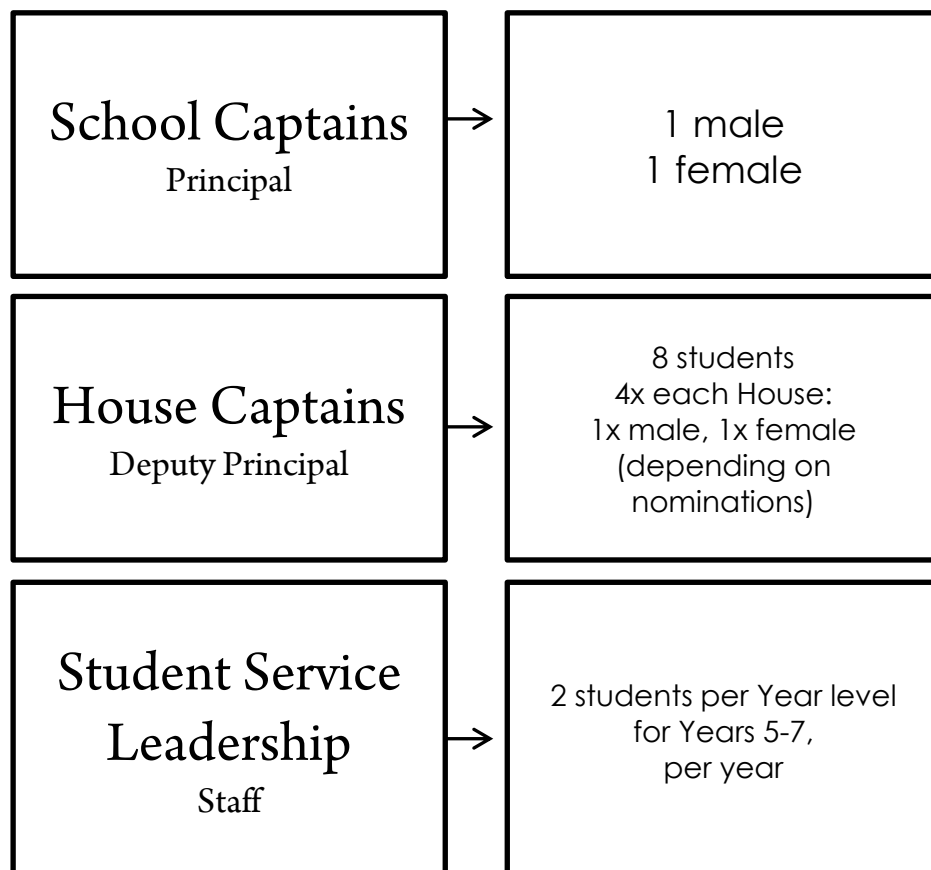 School Captains
Principal
1 male
1 female
House Captains
Deputy Principal
8 students
4x each House:
1x male, 1x female
(depending on
nominations)
Student Service
Leadership
Staff
2 students per Year level
for Years 5-7,
per year